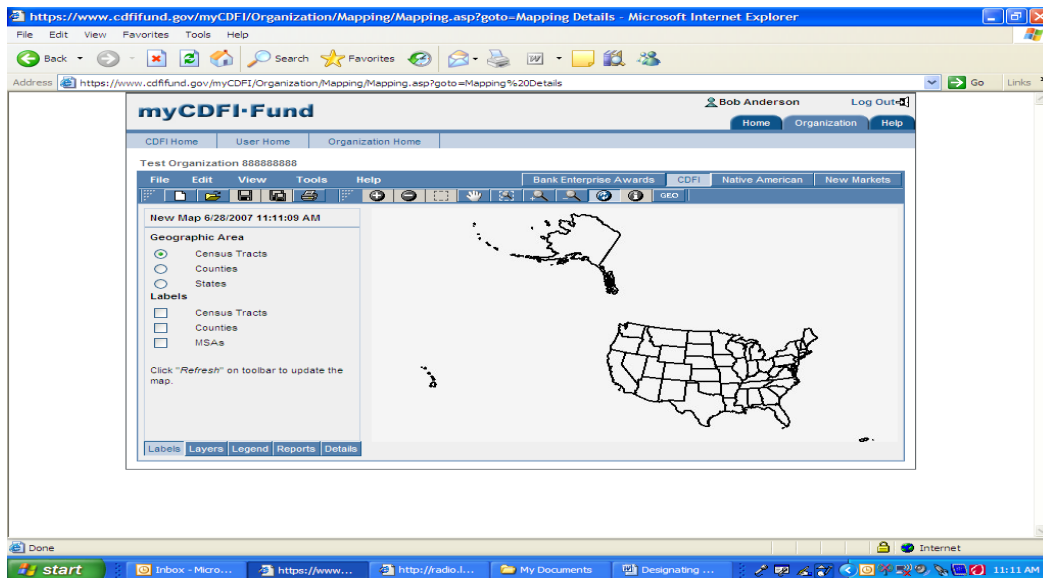 https://www.cdfifund.gov/myCDFI/Organization/Mapping/Mapping.asp?goto=Mapping Details - Microsoft Internet Explorer
File Edit View Favorites Tools Help
Back Search Favorites
Address https://www.cdfifund.gov/myCDFI/Organization/Mapping/Mapping.asp?goto=Mapping%20Details Go Links
myCDFI·Fund
Bob Anderson Log Out
Home Organization Help
CDFI Home User Home Organization Home
Test Organization 888888888
File Edit View Tools Help Bank Enterprise Awards CDFI Native American New Markets
GEO
New Map 6/28/2007 11:11:09 AM
Geographic Area
Census Tracts
Counties
States
Labels
Census Tracts
Counties
MSAs
Click "Refresh" on toolbar to update the
map.
Labels Layers Legend Reports Details
Done Internet
start Inbox - Micro... https://www... http://radio.l... My Documents Designating ... 11:11 AM